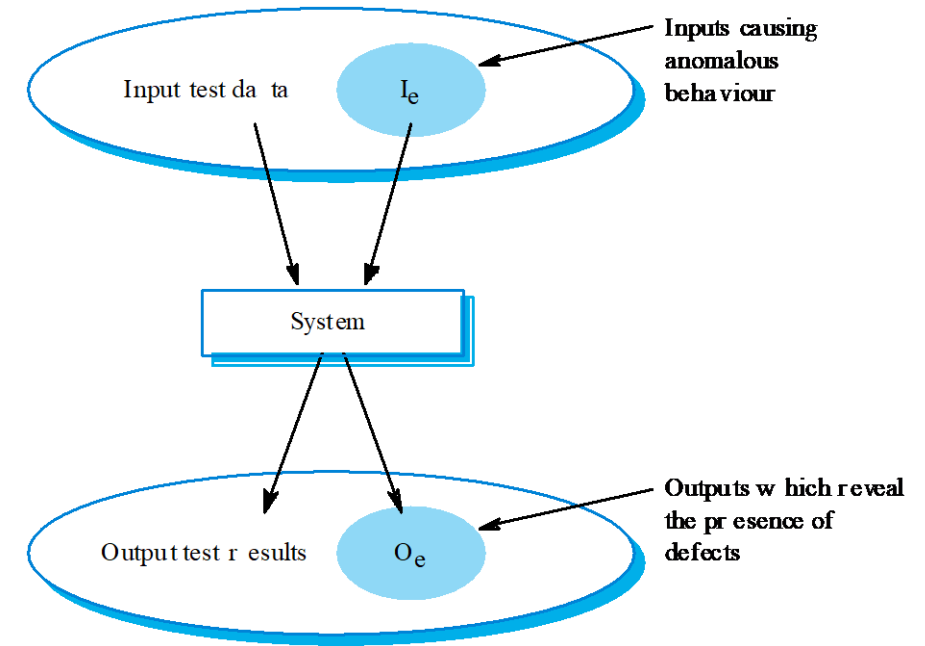 Inputs causing
anomalous
behaviour
Input test da ta
Ie
System
Outputs w hich reveal
the pr esence of
defects
Output test r esults
Oe